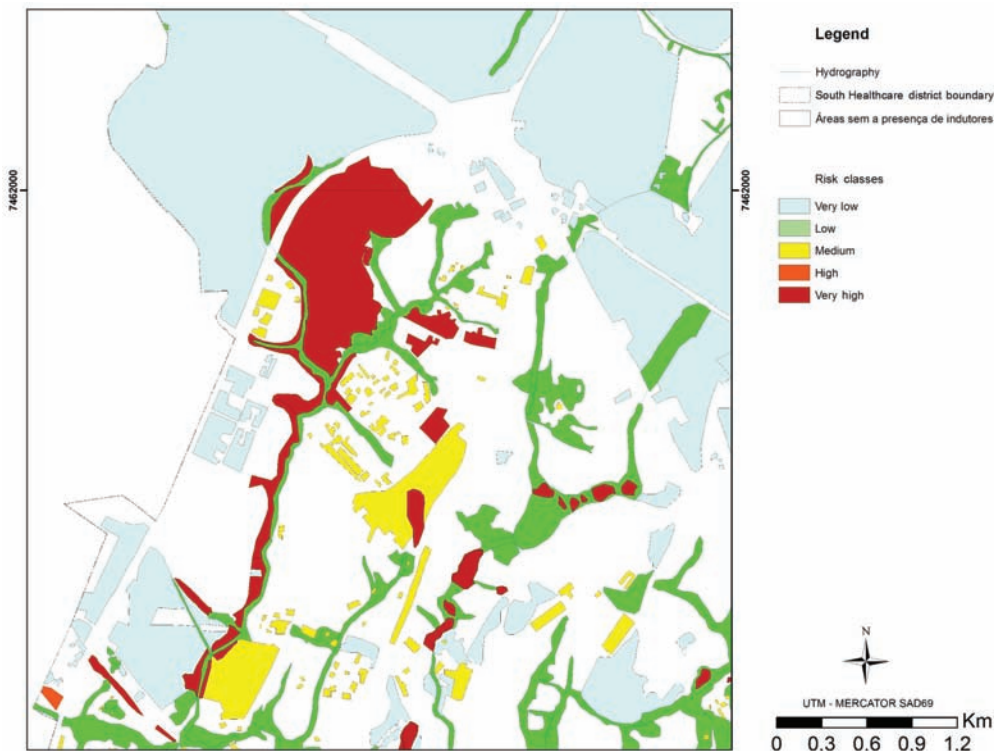 7462000
7462000
Legend
Hydrography
South Healthcare district boundary
Áreas sem a presença de indutores
Risk classes
Very low
Low
Medium
High
Very high
N
UTM - MERCATOR SAD69
Km
0 0.3 0.6 0.9 1.2